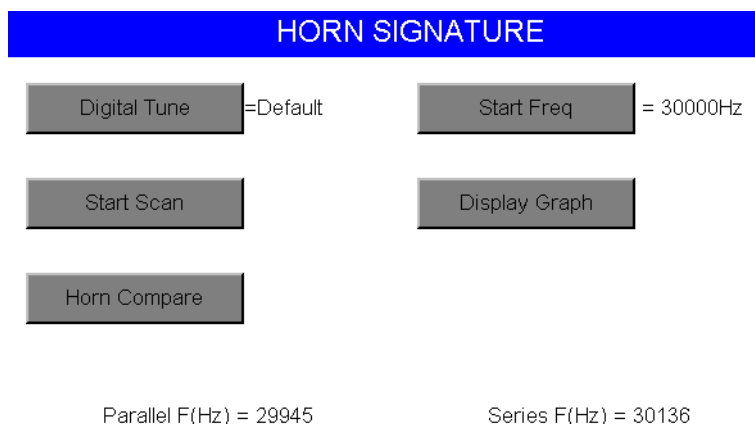 HORN SIGNATURE
Digital Tune =Default Start Freq = 30000Hz
Start Scan Display Graph
Horn Compare
Parallel F(Hz) = 29945 Series F(Hz) = 30136